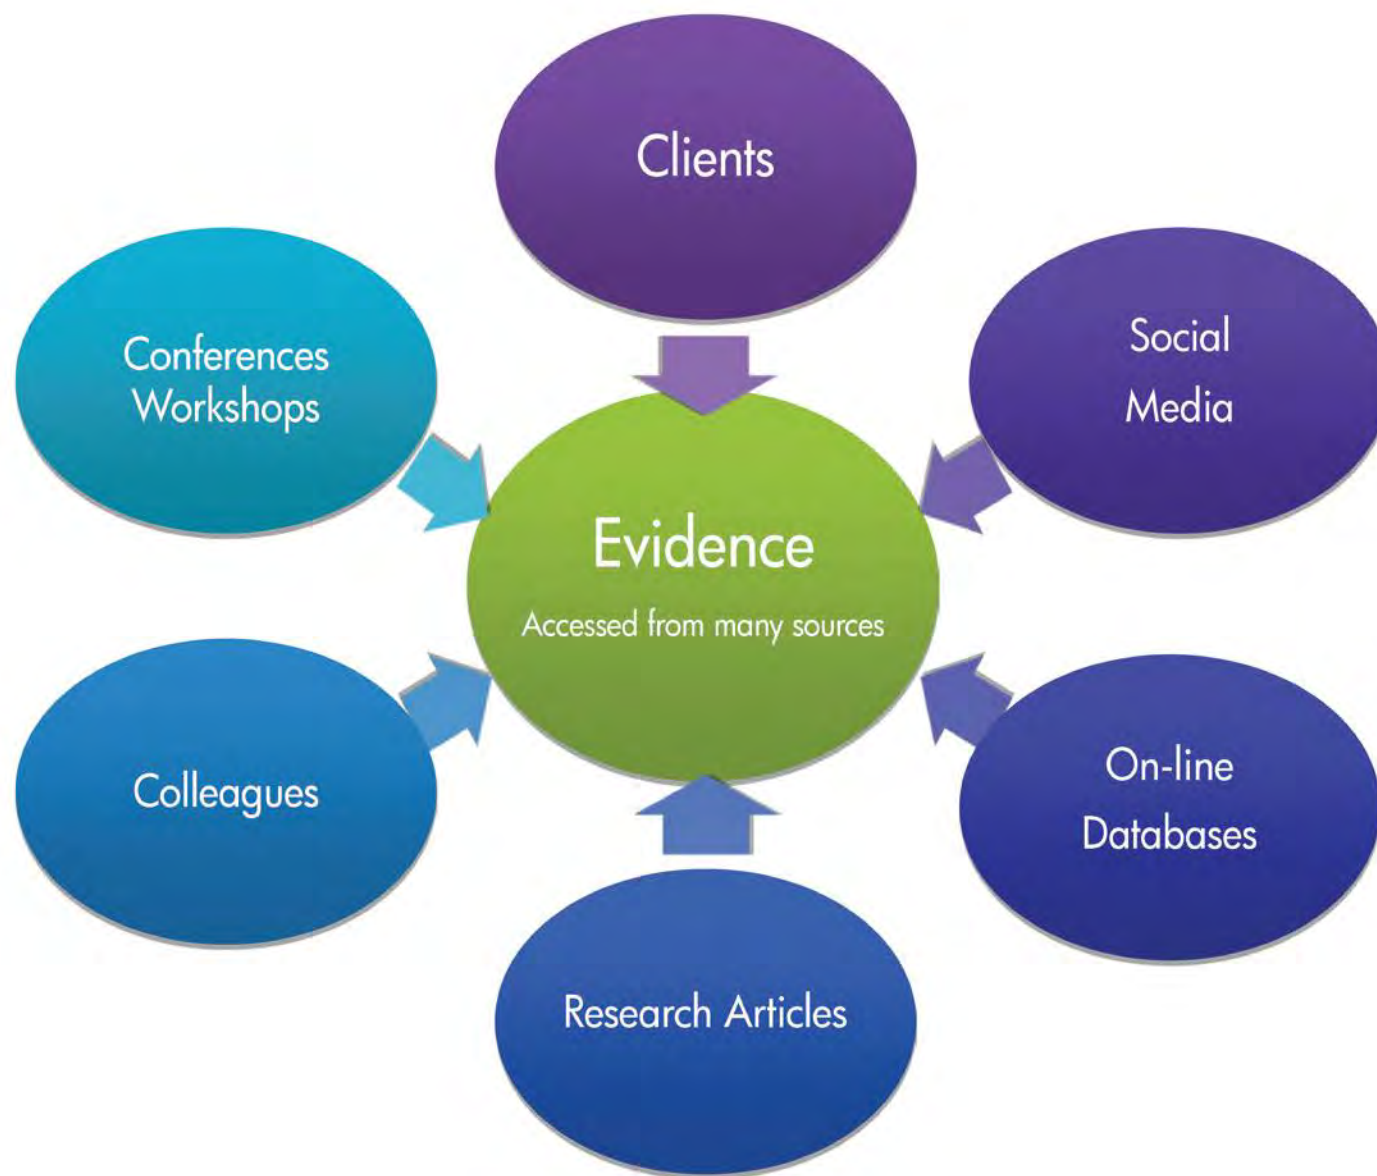 Clients
Conferences
Workshops
Social
Media
Evidence
Accessed from many sources
Colleagues
On-line
Databases
Research Articles